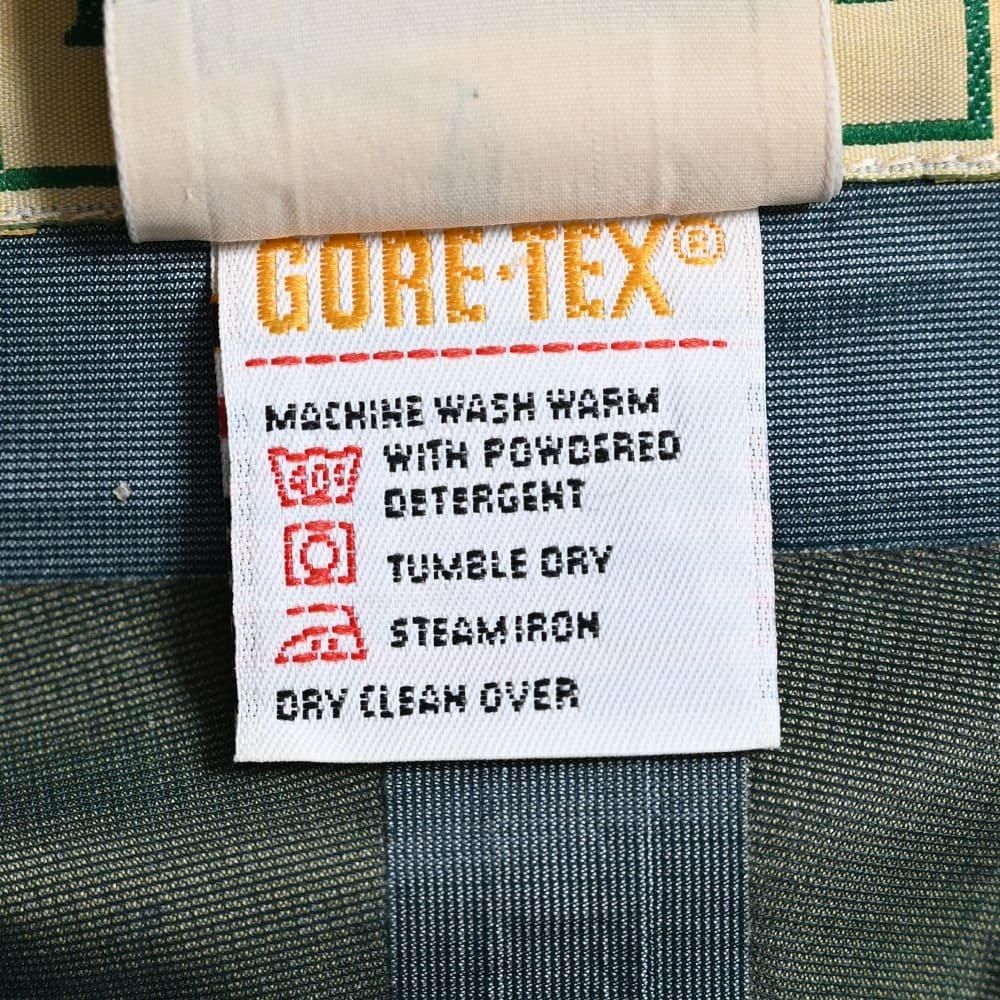 GORE-TEX®
MACHINE WASH WARM
WITH POWDERED
40°
DETERGENT
TUMBLE DRY
STEAM IRON
DRY CLEAN OVER